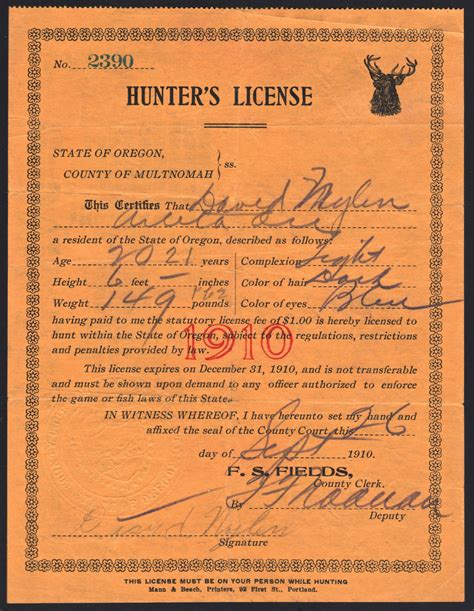 No. 2390
HUNTER'S LICENSE
STATE OF OREGON,
COUNTY OF MULTNOMAH } ss.
This Certifies That David Nylen
a resident of the State of Oregon, described as follows:
Age 20 21 years Complexion Light
Height 6 feet — inches Color of hair Dark
Weight 149 pounds Color of eyes Blue
having paid to me the statutory license fee of $1.00 is hereby licensed to
hunt within the State of Oregon, subject to the regulations, restrictions
and penalties provided by law.
1910
This license expires on December 31, 1910, and is not transferable
and must be shown upon demand to any officer authorized to enforce
the game or fish laws of this State.
IN WITNESS WHEREOF, I have hereunto set my hand and
affixed the seal of the County Court, this 26
day of Sept 1910.
F. S. FIELDS,
County Clerk.
Deputy
David Nylen
Signature
THIS LICENSE MUST BE ON YOUR PERSON WHILE HUNTING
Mann & Beach, Printers, 92 First St., Portland.